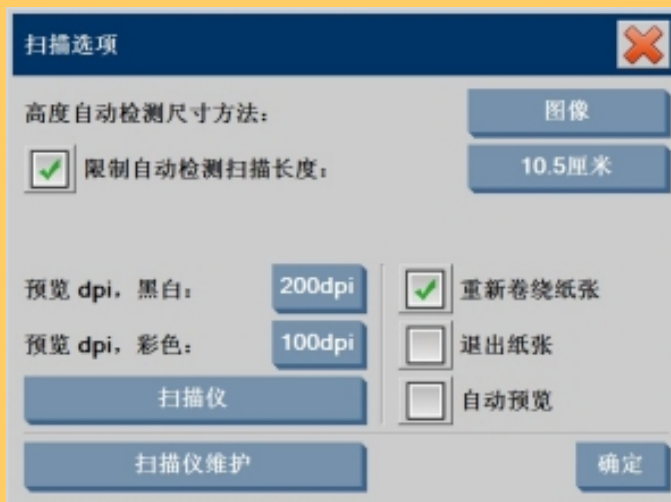 扫描选项
高度自动检测尺寸方法： 图像
限制自动检测扫描长度： 10.5厘米
预览 dpi，黑白： 200dpi 重新卷绕纸张
预览 dpi，彩色： 100dpi 退出纸张
扫描仪 自动预览
扫描仪维护 确定